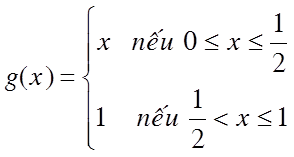 g(x) = { x nếu 0 ≤ x ≤ 1/2
1 nếu 1/2 < x ≤ 1